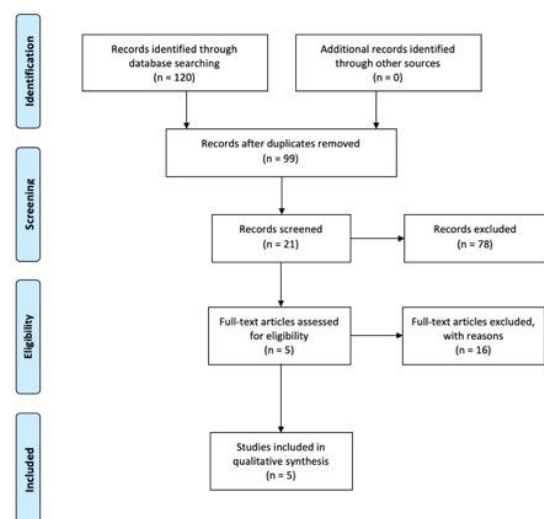 Identification
Records identified through
database searching
(n = 120)
Additional records identified
through other sources
(n = 0)
Records after duplicates removed
(n = 99)
Screening
Records screened
(n = 21)
Records excluded
(n = 78)
Eligibility
Full-text articles assessed
for eligibility
(n = 5)
Full-text articles excluded,
with reasons
(n = 16)
Included
Studies included in
qualitative synthesis
(n = 5)